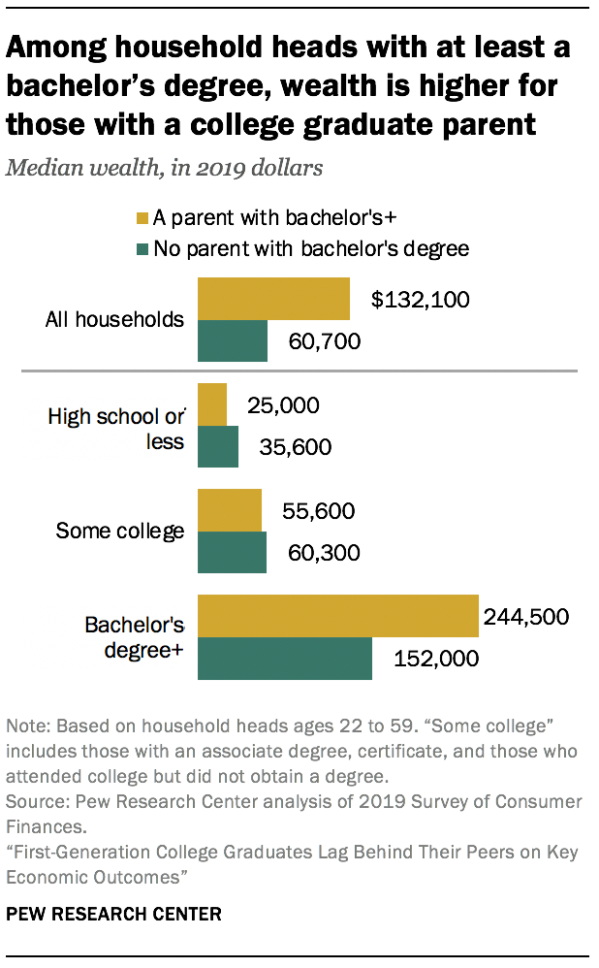 Among household heads with at least a
bachelor's degree, wealth is higher for
those with a college graduate parent
Median wealth, in 2019 dollars
A parent with bachelor's+
No parent with bachelor's degree
All households
$132,100
60,700
High school or
less
25,000
35,600
Some college
55,600
60,300
Bachelor's
degree+
244,500
152,000
Note: Based on household heads ages 22 to 59. “Some college”
includes those with an associate degree, certificate, and those who
attended college but did not obtain a degree.
Source: Pew Research Center analysis of 2019 Survey of Consumer
Finances.
“First-Generation College Graduates Lag Behind Their Peers on Key
Economic Outcomes”
PEW RESEARCH CENTER